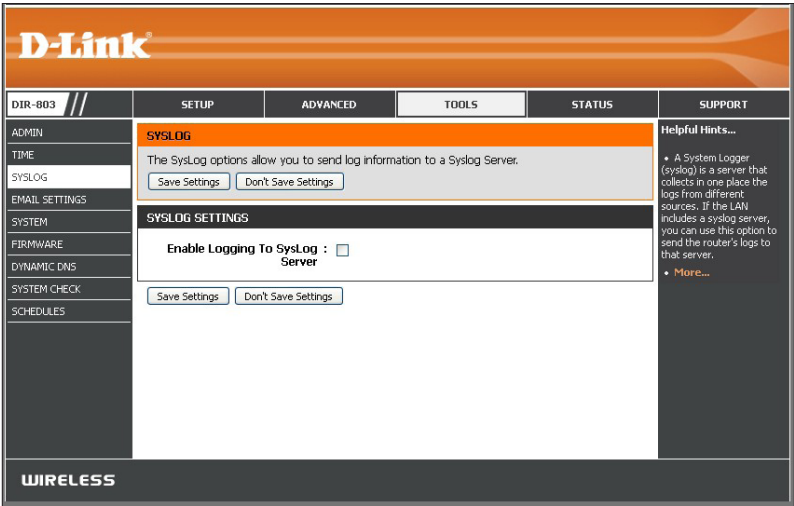 D-Link
DIR-803
SETUP
ADVANCED
TOOLS
STATUS
SUPPORT
ADMIN
TIME
SYSLOG
EMAIL SETTINGS
SYSTEM
FIRMWARE
DYNAMIC DNS
SYSTEM CHECK
SCHEDULES
SYSLOG
The SysLog options allow you to send log information to a Syslog Server.
Save Settings Don't Save Settings
SYSLOG SETTINGS
Enable Logging To SysLog :
Server
Save Settings Don't Save Settings
Helpful Hints...
• A System Logger
(syslog) is a server that
collects in one place the
logs from different
sources. If the LAN
includes a syslog server,
you can use this option to
send the router's logs to
that server.
• More...
WIRELESS